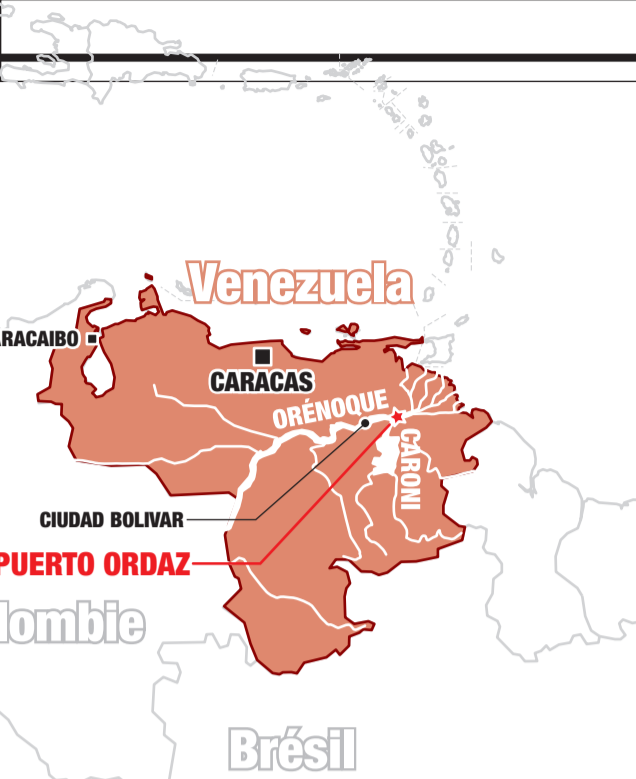 Venezuela
ARACAIBO
CARACAS
ORÉNOQUE
CARONI
CIUDAD BOLIVAR
PUERTO ORDAZ
lombie
Brésil